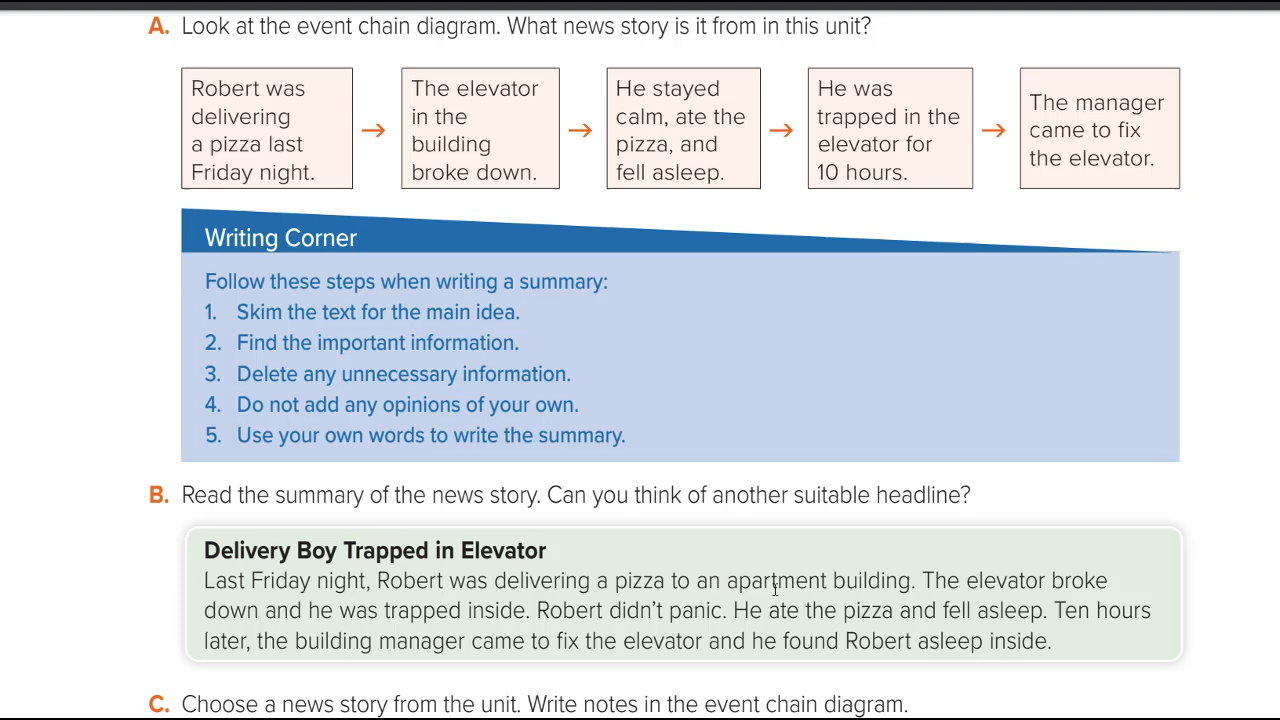 A. Look at the event chain diagram. What news story is it from in this unit?
Robert was
delivering
a pizza last
Friday night.
→
The elevator
in the
building
broke down.
→
He stayed
calm, ate the
pizza, and
fell asleep.
→
He was
trapped in the
elevator for
10 hours.
→
The manager
came to fix
the elevator.
Writing Corner
Follow these steps when writing a summary:
1. Skim the text for the main idea.
2. Find the important information.
3. Delete any unnecessary information.
4. Do not add any opinions of your own.
5. Use your own words to write the summary.
B. Read the summary of the news story. Can you think of another suitable headline?
Delivery Boy Trapped in Elevator
Last Friday night, Robert was delivering a pizza to an apartment building. The elevator broke
down and he was trapped inside. Robert didn’t panic. He ate the pizza and fell asleep. Ten hours
later, the building manager came to fix the elevator and he found Robert asleep inside.
C. Choose a news story from the unit. Write notes in the event chain diagram.